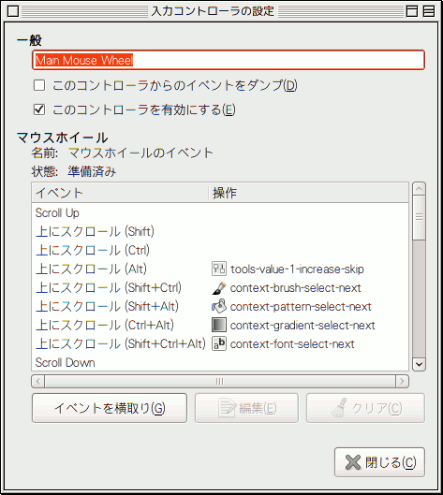 入力コントローラの設定
一般
Main Mouse Wheel
このコントローラからのイベントをダンプ(D)
このコントローラを有効にする(E)
マウスホイール
名前: マウスホイールのイベント
状態: 準備済み
イベント 操作
Scroll Up
上にスクロール (Shift)
上にスクロール (Ctrl)
上にスクロール (Alt) tools-value-1-increase-skip
上にスクロール (Shift+Ctrl) context-brush-select-next
上にスクロール (Shift+Alt) context-pattern-select-next
上にスクロール (Ctrl+Alt) context-gradient-select-next
上にスクロール (Shift+Ctrl+Alt) ab context-font-select-next
Scroll Down
イベントを横取り(G) 編集(E) クリア(C)
閉じる(C)